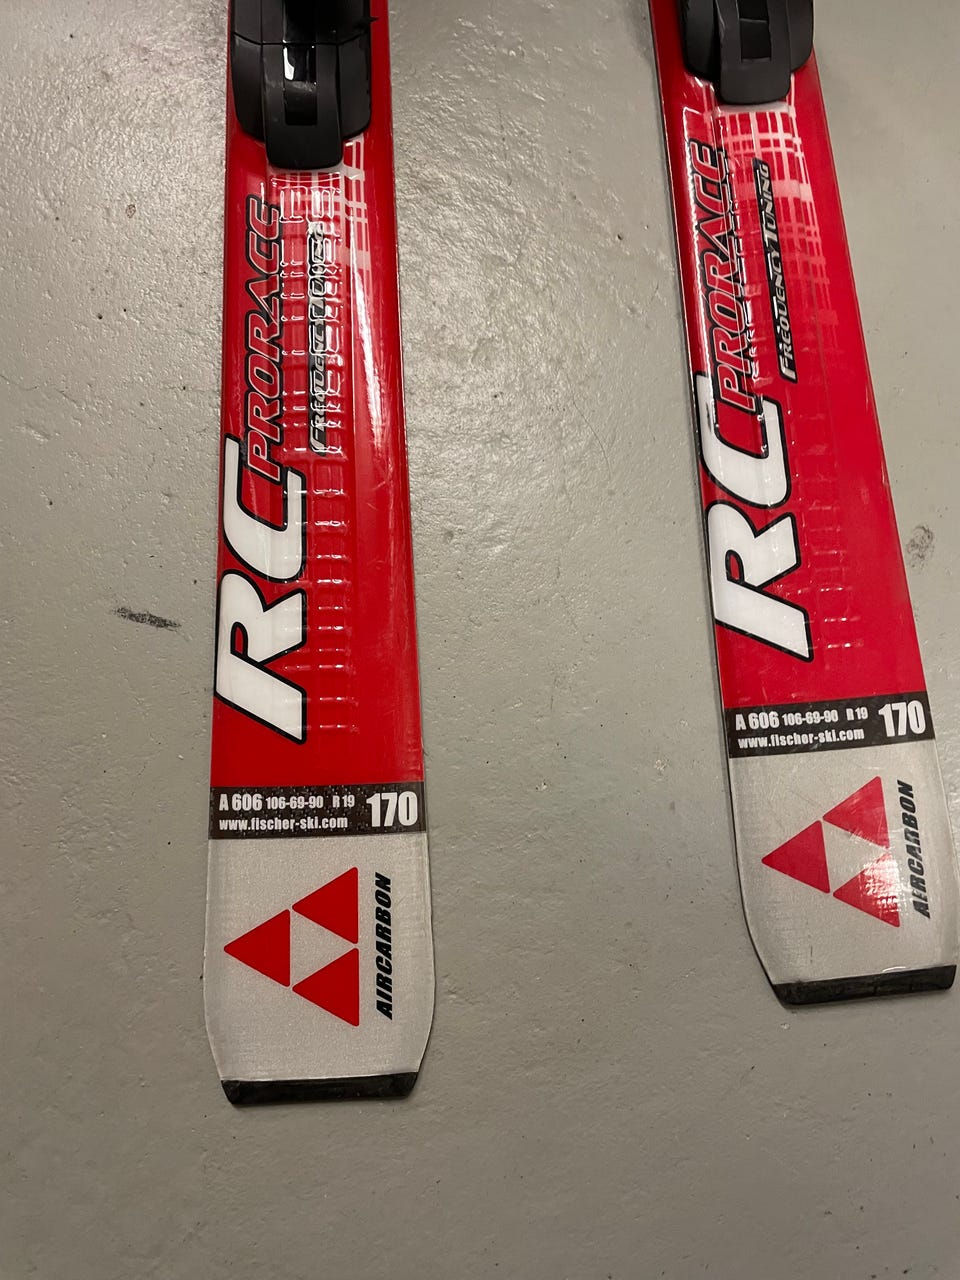 RC PRORACE
FREQUENCY TUNING
A 606 106-69-90 R 19 170
www.fischer-ski.com
AIRCARBON
RC PRORACE
FREQUENCY TUNING
A 606 106-69-90 R 19 170
www.fischer-ski.com
AIRCARBON